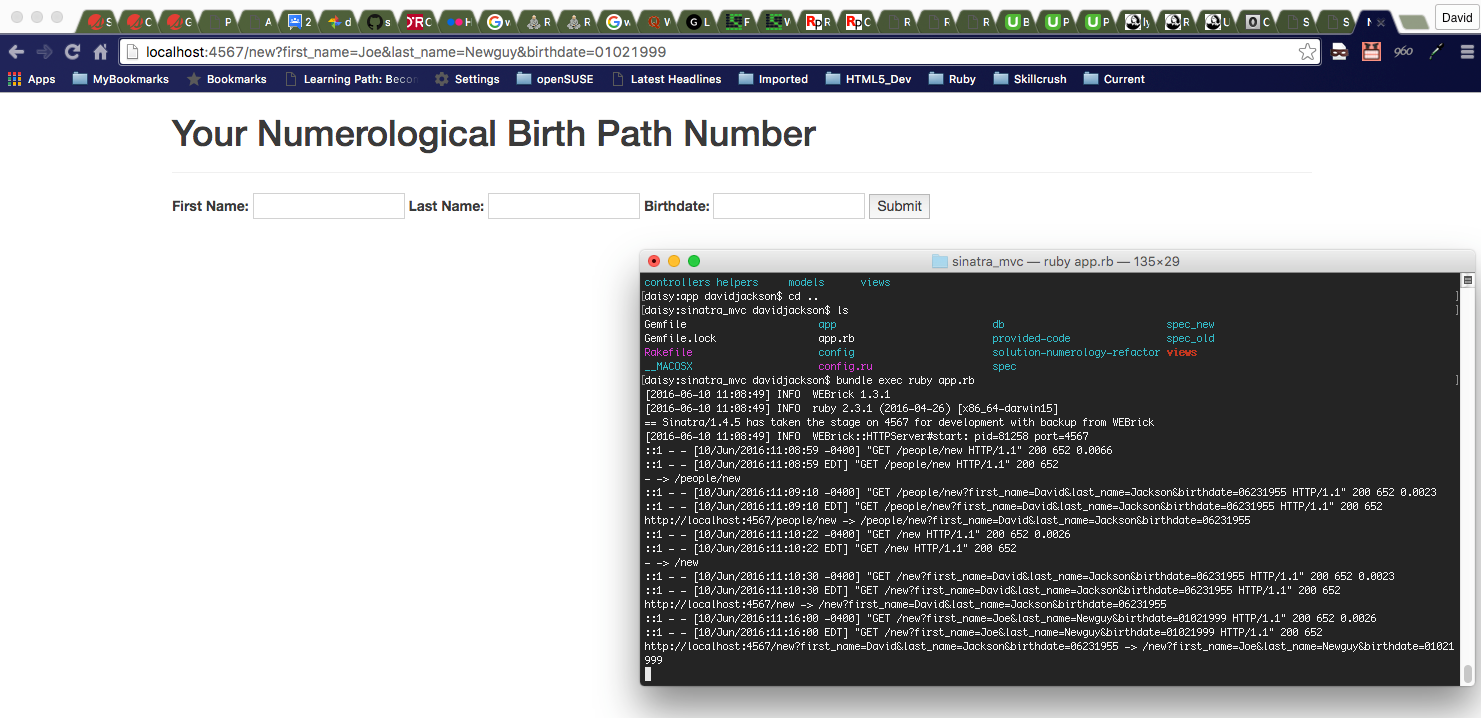 S C G P A 2 d s C H G v R R G w V L F V Rp R Rp C R R R B P P ly R U C S S N David
localhost:4567/new?first_name=Joe&last_name=Newguy&birthdate=01021999
960
Apps MyBookmarks Bookmarks Learning Path: Becor Settings openSUSE Latest Headlines Imported HTML5_Dev Ruby Skillcrush Current
Your Numerological Birth Path Number
First Name: Last Name: Birthdate: Submit
sinatra_mvc — ruby app.rb — 135×29
controllers helpers models views
[daisy:app davidjackson$ cd .. ]
[daisy:sinatra_mvc davidjackson$ ls ]
Gemfile app db spec_new
Gemfile.lock app.rb provided-code spec_old
Rakefile config solution-numerology-refactor views
__MACOSX config.ru spec
[daisy:sinatra_mvc davidjackson$ bundle exec ruby app.rb ]
[2016-06-10 11:08:49] INFO WEBrick 1.3.1
[2016-06-10 11:08:49] INFO ruby 2.3.1 (2016-04-26) [x86_64-darwin15]
== Sinatra/1.4.5 has taken the stage on 4567 for development with backup from WEBrick
[2016-06-10 11:08:49] INFO WEBrick::HTTPServer#start: pid=81258 port=4567
::1 - - [10/Jun/2016:11:08:59 -0400] "GET /people/new HTTP/1.1" 200 652 0.0066
::1 - - [10/Jun/2016:11:08:59 EDT] "GET /people/new HTTP/1.1" 200 652
- -> /people/new
::1 - - [10/Jun/2016:11:09:10 -0400] "GET /people/new?first_name=David&last_name=Jackson&birthdate=06231955 HTTP/1.1" 200 652 0.0023
::1 - - [10/Jun/2016:11:09:10 EDT] "GET /people/new?first_name=David&last_name=Jackson&birthdate=06231955 HTTP/1.1" 200 652
http://localhost:4567/people/new -> /people/new?first_name=David&last_name=Jackson&birthdate=06231955
::1 - - [10/Jun/2016:11:10:22 -0400] "GET /new HTTP/1.1" 200 652 0.0026
::1 - - [10/Jun/2016:11:10:22 EDT] "GET /new HTTP/1.1" 200 652
- -> /new
::1 - - [10/Jun/2016:11:10:30 -0400] "GET /new?first_name=David&last_name=Jackson&birthdate=06231955 HTTP/1.1" 200 652 0.0023
::1 - - [10/Jun/2016:11:10:30 EDT] "GET /new?first_name=David&last_name=Jackson&birthdate=06231955 HTTP/1.1" 200 652
http://localhost:4567/new -> /new?first_name=David&last_name=Jackson&birthdate=06231955
::1 - - [10/Jun/2016:11:16:00 -0400] "GET /new?first_name=Joe&last_name=Newguy&birthdate=01021999 HTTP/1.1" 200 652 0.0026
::1 - - [10/Jun/2016:11:16:00 EDT] "GET /new?first_name=Joe&last_name=Newguy&birthdate=01021999 HTTP/1.1" 200 652
http://localhost:4567/new?first_name=David&last_name=Jackson&birthdate=06231955 -> /new?first_name=Joe&last_name=Newguy&birthdate=01021
999